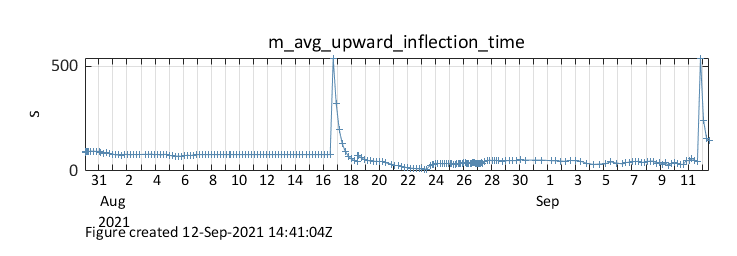 m_avg_upward_inflection_time
500
s
0
31 2 4 6 8 10 12 14 16 18 20 22 24 26 28 30 1 3 5 7 9 11
Aug Sep
2021
Figure created 12-Sep-2021 14:41:04Z